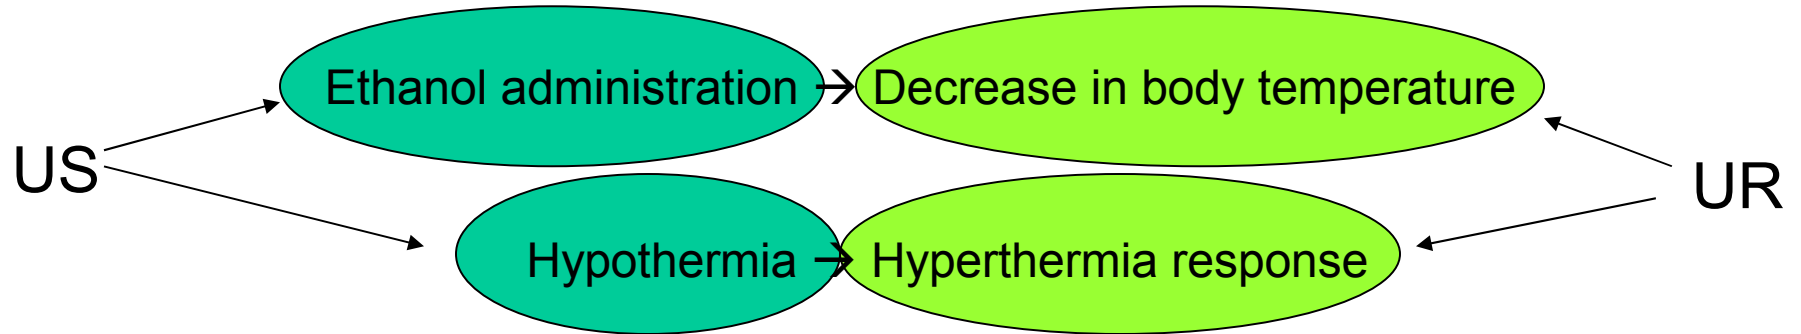 Ethanol administration → Decrease in body temperature
US
UR
Hypothermia → Hyperthermia response